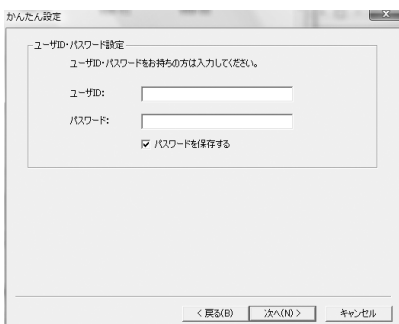 かんたん設定
ユーザID・パスワード設定
ユーザID・パスワードをお持ちの方は入力してください。
ユーザID:
パスワード:
パスワードを保存する
< 戻る(B) 次へ(N) > キャンセル